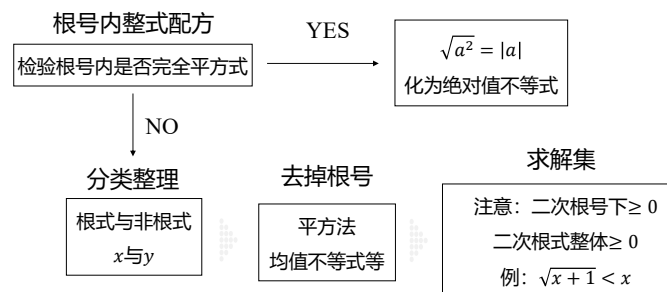 根号内整式配方
检验根号内是否完全平方式
YES
√a² = |a|
化为绝对值不等式
NO
分类整理
根式与非根式
x与y
去掉根号
平方法
均值不等式等
求解集
注意：二次根号下≥ 0
二次根式整体≥ 0
例：√x + 1 < x